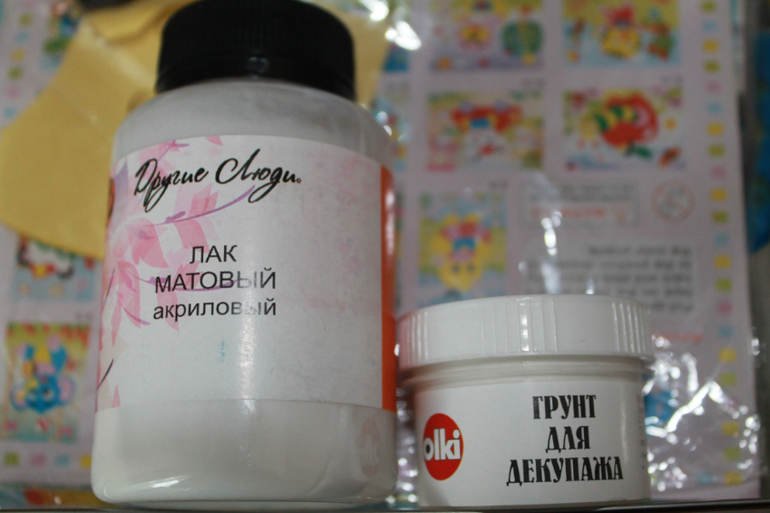 Другие Люди.
ЛАК
МАТОВЫЙ
акриловый
olki
ГРУНТ
ДЛЯ
ДЕКУПАЖА